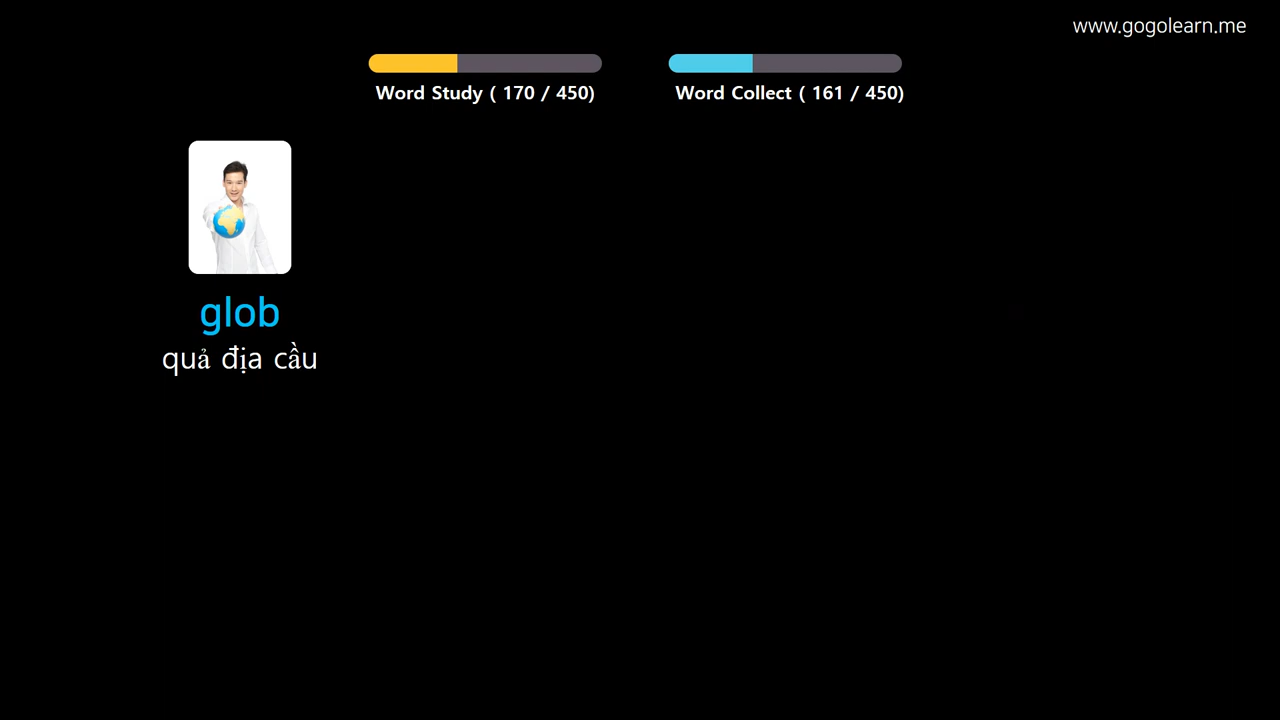 www.gogolearn.me
Word Study ( 170 / 450)
Word Collect ( 161 / 450)
glob
quả địa cầu